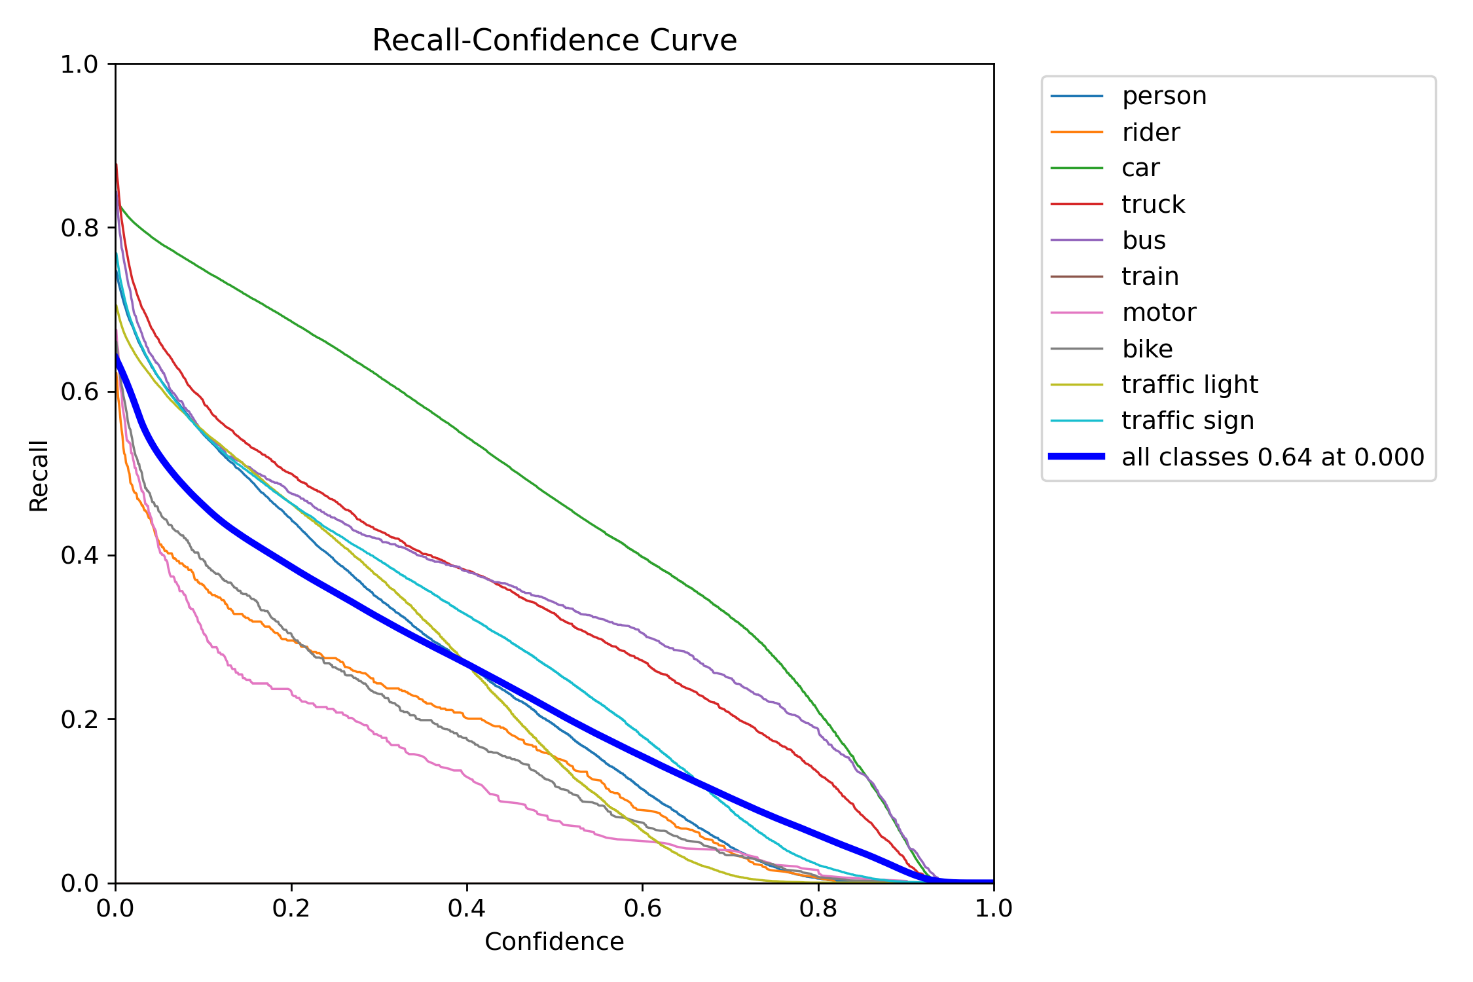 Recall-Confidence Curve
1.0
0.8
0.6
0.4
0.2
0.0
Recall
0.0 0.2 0.4 0.6 0.8 1.0
Confidence
person
rider
car
truck
bus
train
motor
bike
traffic light
traffic sign
all classes 0.64 at 0.000